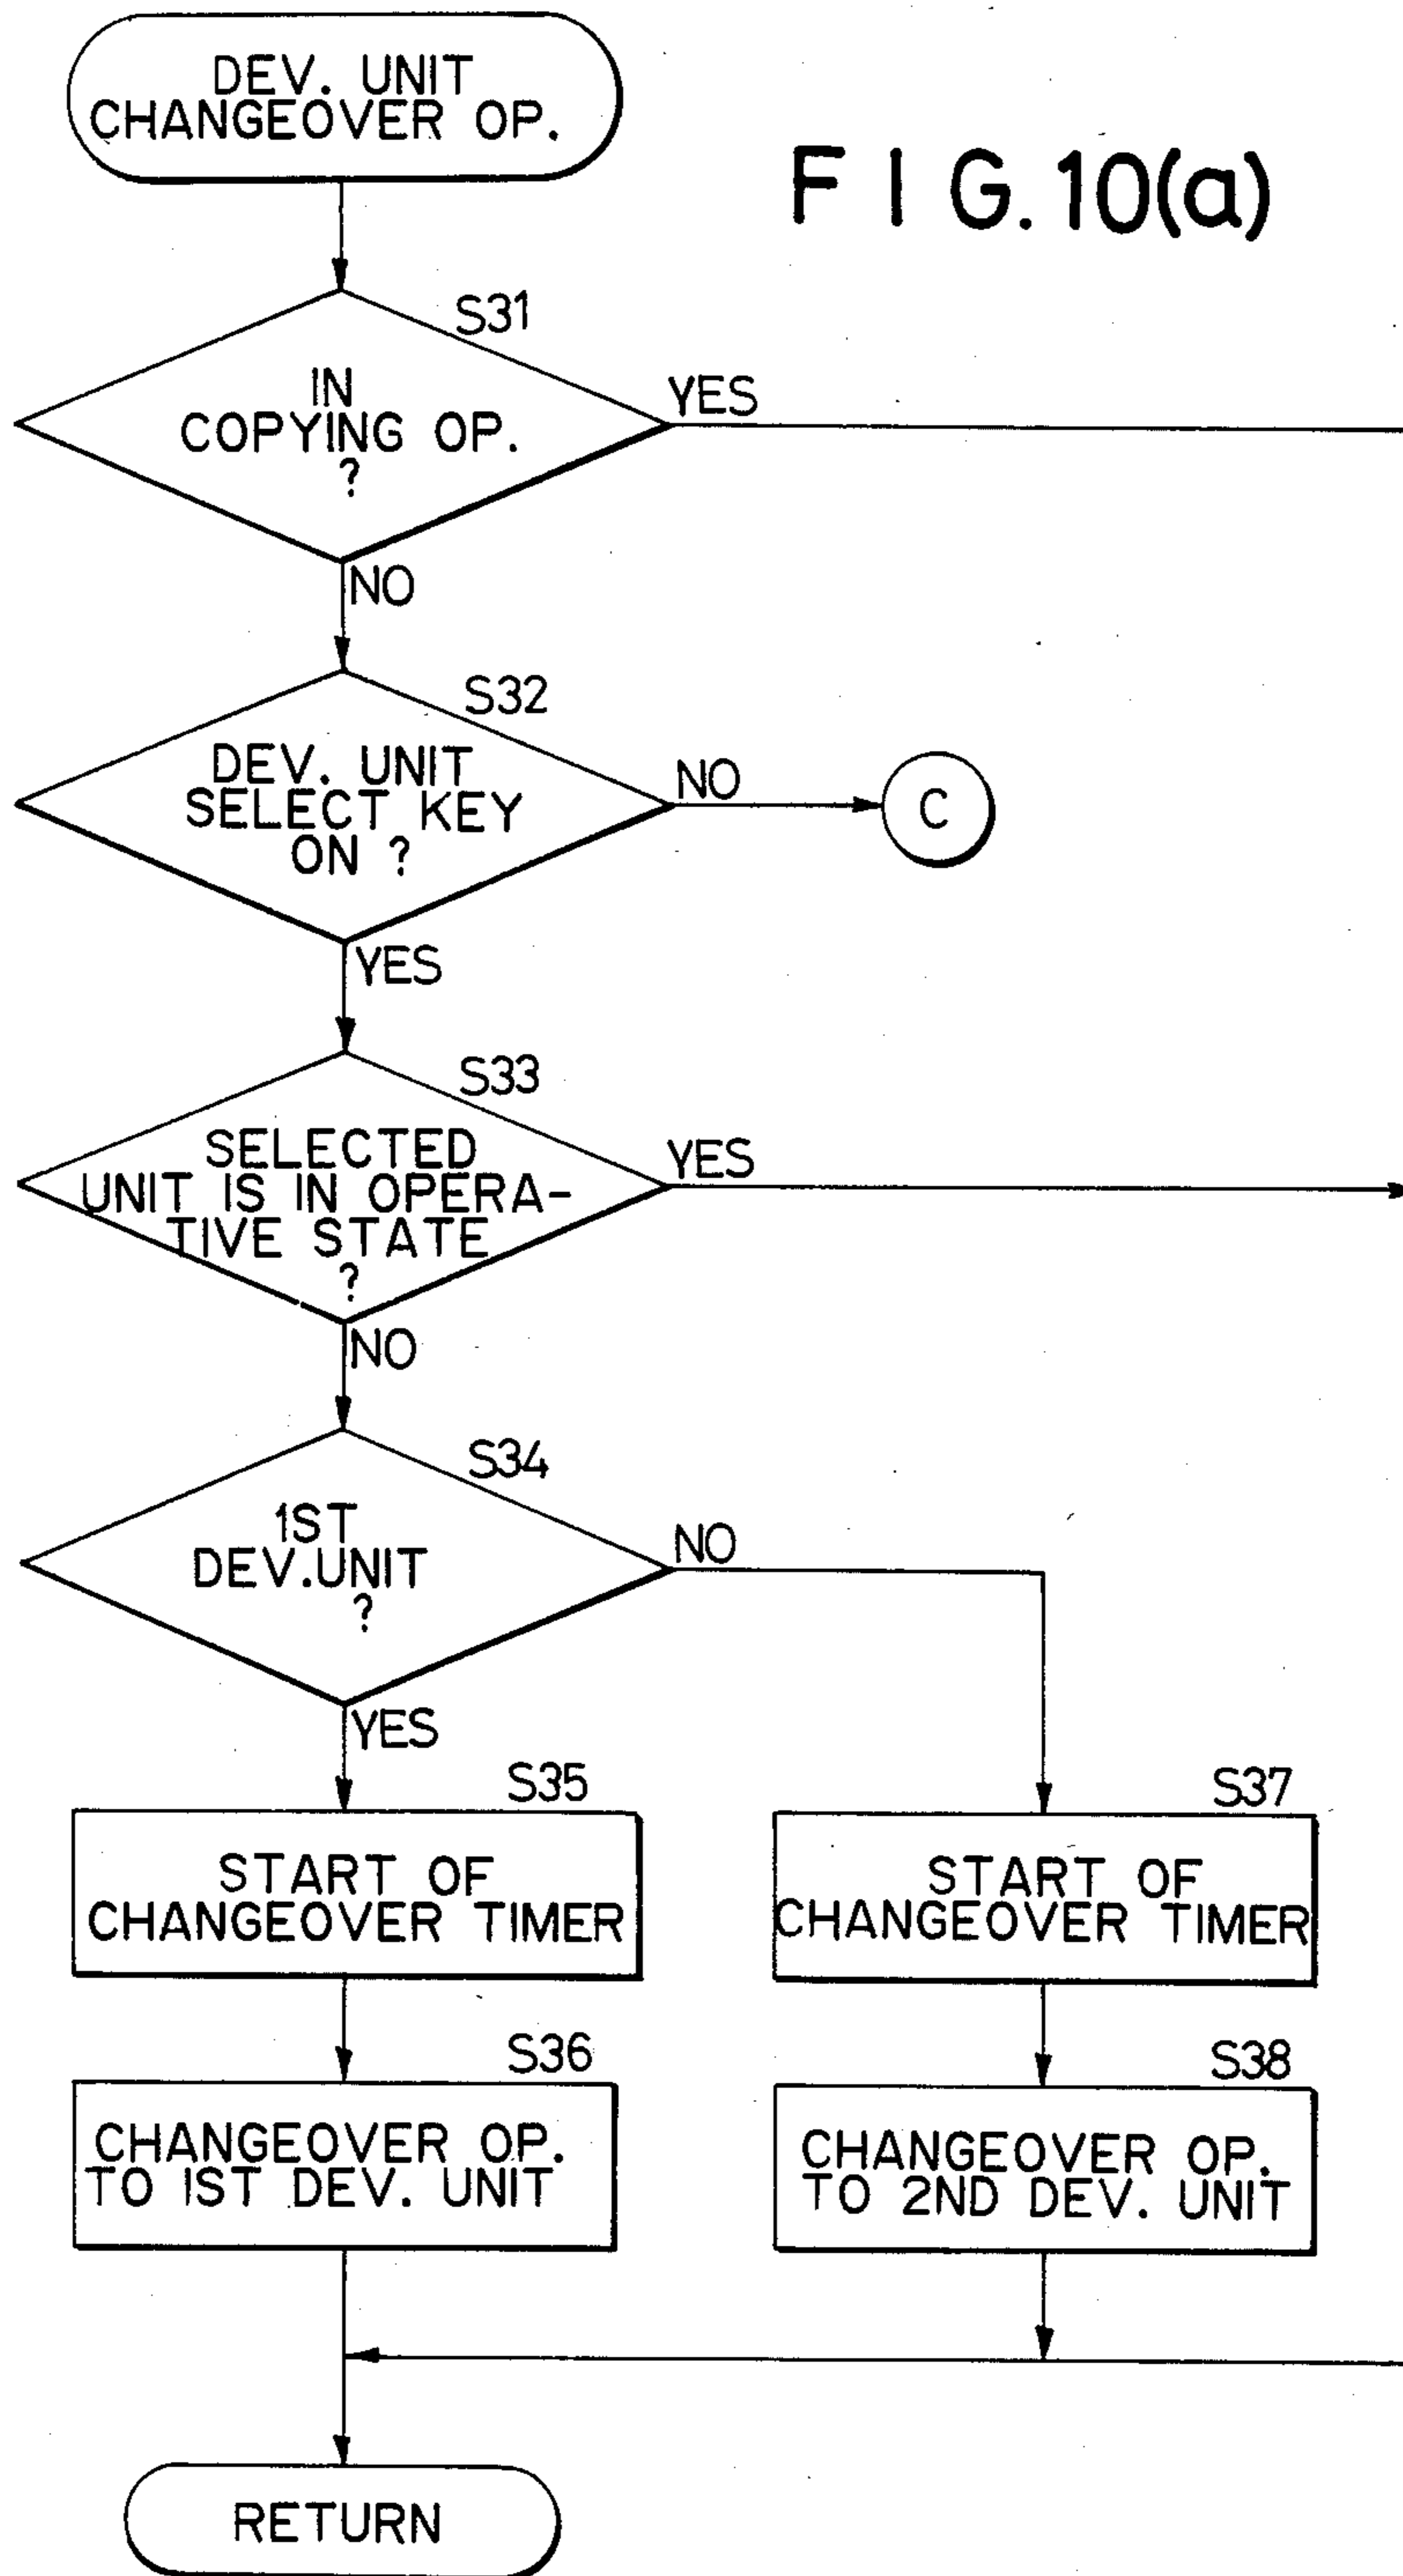 DEV. UNIT
CHANGEOVER OP.
F I G. 10(a)
S31
IN
COPYING OP.
?
YES
NO
S32
DEV. UNIT
SELECT KEY
ON ?
NO
C
YES
S33
SELECTED
UNIT IS IN OPERA-
TIVE STATE
?
YES
NO
S34
1ST
DEV.UNIT
?
NO
YES
S35
START OF
CHANGEOVER TIMER
S37
START OF
CHANGEOVER TIMER
S36
CHANGEOVER OP.
TO 1ST DEV. UNIT
S38
CHANGEOVER OP.
TO 2ND DEV. UNIT
RETURN